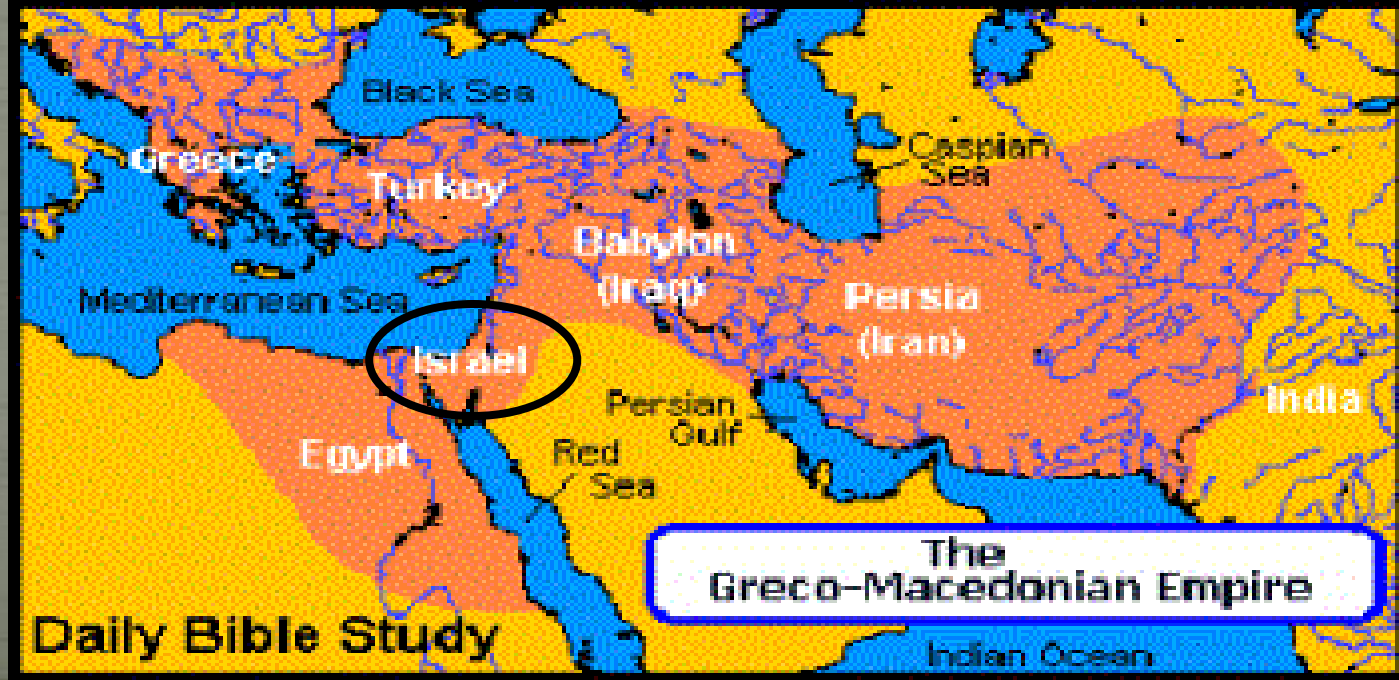 Black Sea
Greece
Turkey
Caspian
Sea
Babylon
(Iraq)
Mediterranean Sea
Persia
(Iran)
Israel
Persian
Gulf
India
Egypt
Red
Sea
The
Greco-Macedonian Empire
Daily Bible Study
Indian Ocean